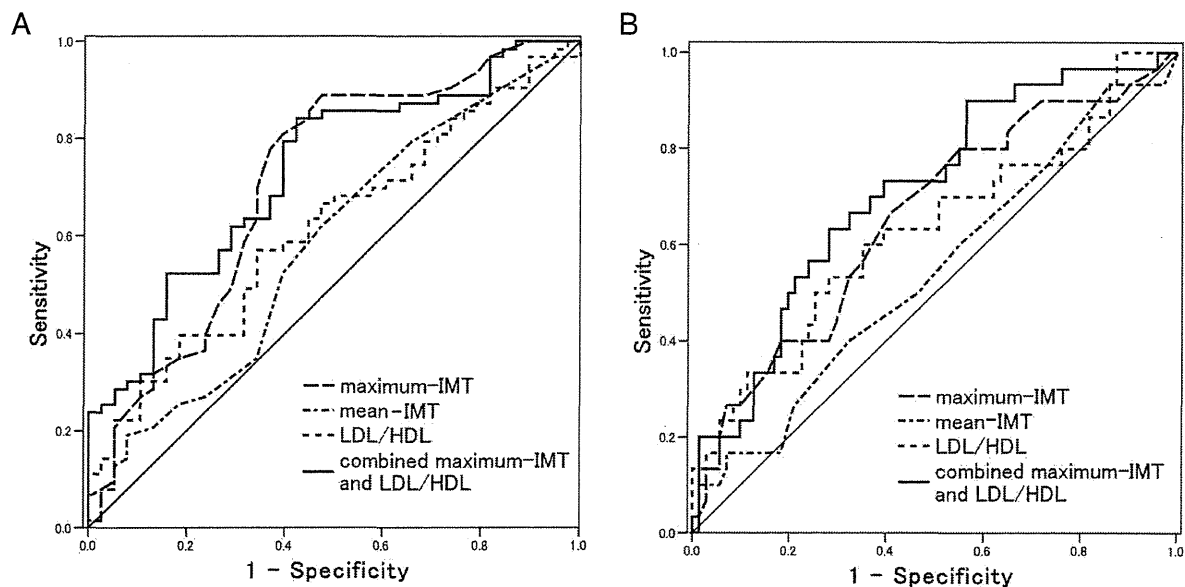 A
1.0
0.8
0.6
0.4
0.2
0.0
Sensitivity
maximum-IMT
mean-IMT
LDL/HDL
combined maximum-IMT
and LDL/HDL
0.0 0.2 0.4 0.6 0.8 1.0
1 - Specificity
B
1.0
0.8
0.6
0.4
0.2
0.0
Sensitivity
maximum-IMT
mean-IMT
LDL/HDL
combined maximum-IMT
and LDL/HDL
0.0 0.2 0.4 0.6 0.8 1.0
1 - Specificity